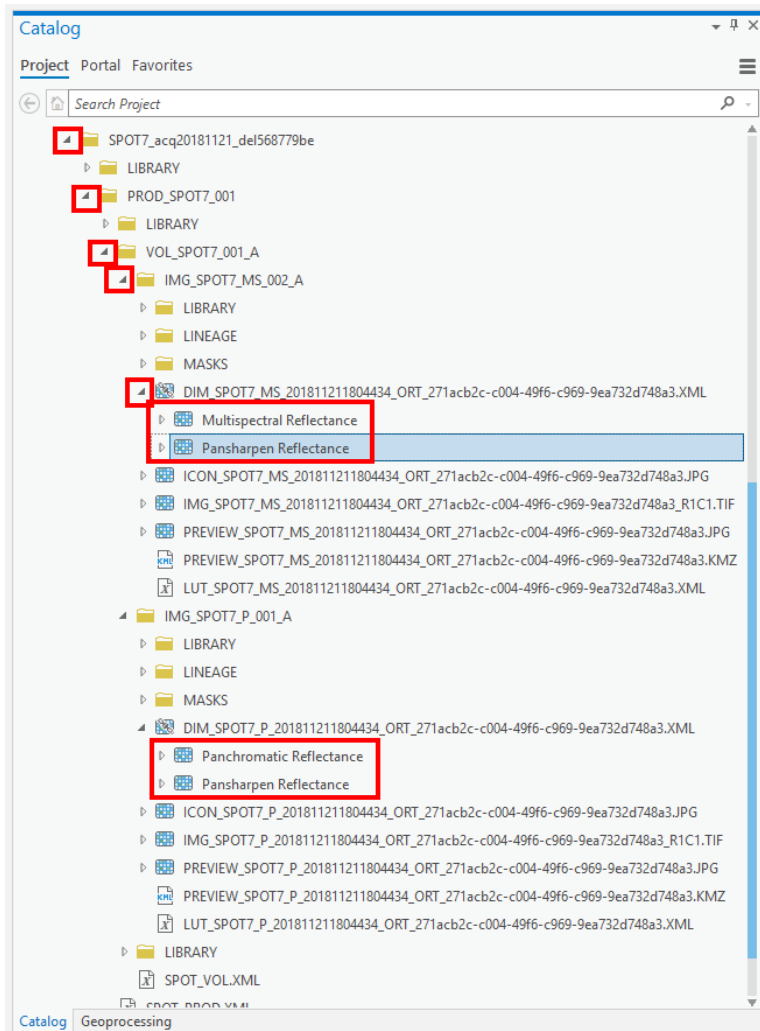 Catalog
Project Portal Favorites
Search Project
SPOT7_acq20181121_del568779be
LIBRARY
PROD_SPOT7_001
LIBRARY
VOL_SPOT7_001_A
IMG_SPOT7_MS_002_A
LIBRARY
LINEAGE
MASKS
DIM_SPOT7_MS_201811211804434_ORT_271acb2c-c004-49f6-c969-9ea732d748a3.XML
Multispectral Reflectance
Pansharpen Reflectance
ICON_SPOT7_MS_201811211804434_ORT_271acb2c-c004-49f6-c969-9ea732d748a3.JPG
IMG_SPOT7_MS_201811211804434_ORT_271acb2c-c004-49f6-c969-9ea732d748a3_R1C1.TIF
PREVIEW_SPOT7_MS_201811211804434_ORT_271acb2c-c004-49f6-c969-9ea732d748a3.JPG
KML PREVIEW_SPOT7_MS_201811211804434_ORT_271acb2c-c004-49f6-c969-9ea732d748a3.KMZ
LUT_SPOT7_MS_201811211804434_ORT_271acb2c-c004-49f6-c969-9ea732d748a3.XML
IMG_SPOT7_P_001_A
LIBRARY
LINEAGE
MASKS
DIM_SPOT7_P_201811211804434_ORT_271acb2c-c004-49f6-c969-9ea732d748a3.XML
Panchromatic Reflectance
Pansharpen Reflectance
ICON_SPOT7_P_201811211804434_ORT_271acb2c-c004-49f6-c969-9ea732d748a3.JPG
IMG_SPOT7_P_201811211804434_ORT_271acb2c-c004-49f6-c969-9ea732d748a3_R1C1.TIF
PREVIEW_SPOT7_P_201811211804434_ORT_271acb2c-c004-49f6-c969-9ea732d748a3.JPG
KML PREVIEW_SPOT7_P_201811211804434_ORT_271acb2c-c004-49f6-c969-9ea732d748a3.KMZ
LUT_SPOT7_P_201811211804434_ORT_271acb2c-c004-49f6-c969-9ea732d748a3.XML
LIBRARY
SPOT_VOL.XML
SPOT_PROD.XML
Catalog Geoprocessing